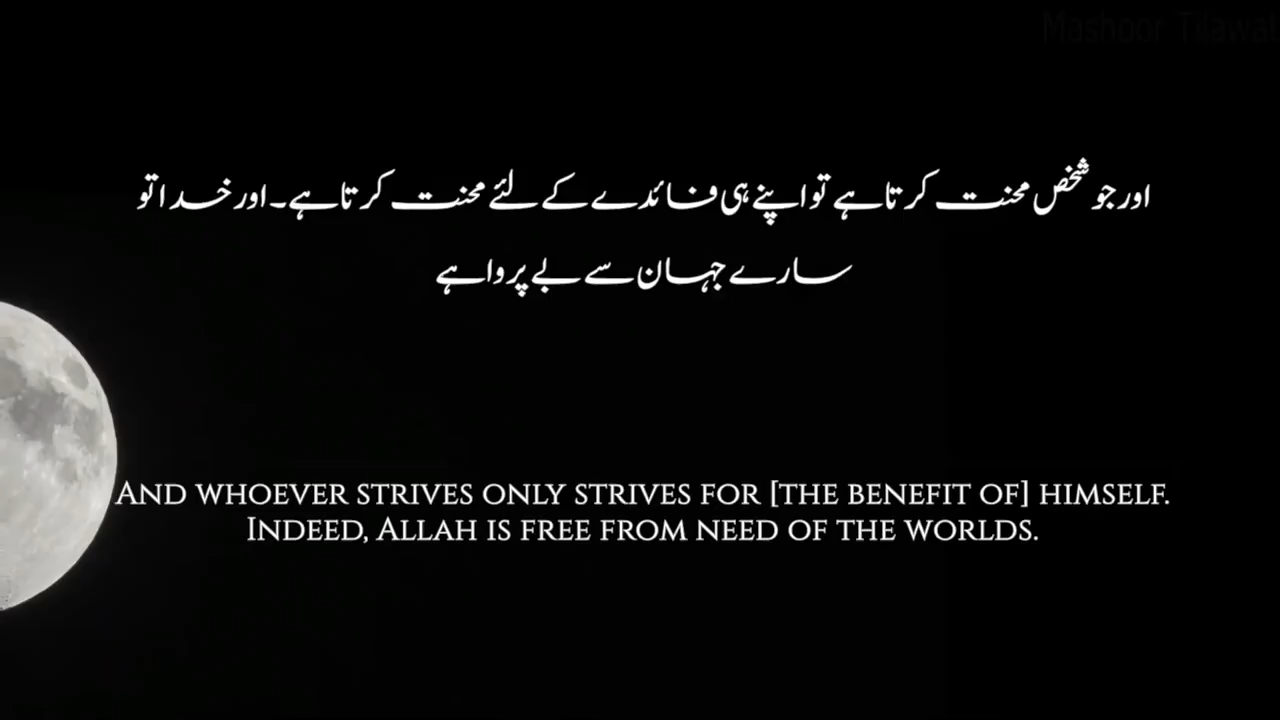 Mashoor Tilawat
اور جو شخص محنت کرتا ہے تو اپنے ہی فائدے کے لئے محنت کرتا ہے۔ اور خدا تو
سارے جہان سے بے پروا ہے
AND WHOEVER STRIVES ONLY STRIVES FOR [THE BENEFIT OF] HIMSELF.
INDEED, ALLAH IS FREE FROM NEED OF THE WORLDS.